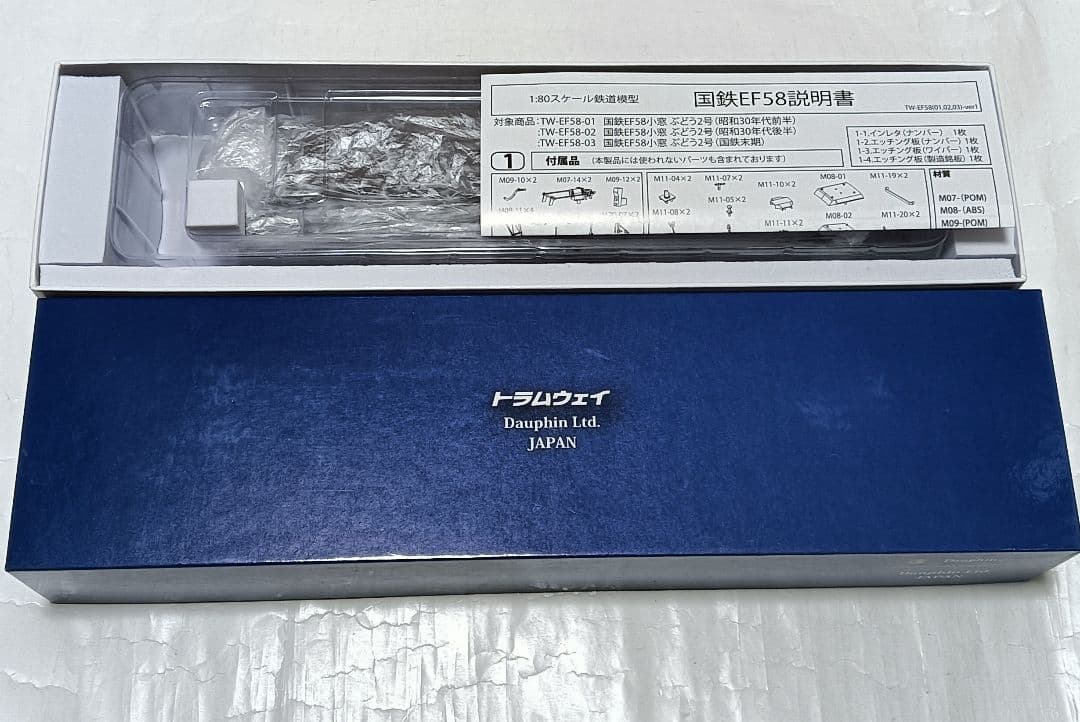 1:80スケール鉄道模型
国鉄EF58説明書
TW-EF58(01,02,03)-ver1
対象商品:TW-EF58-01 国鉄EF58小窓 ぶどう2号(昭和30年代前半)
:TW-EF58-02 国鉄EF58小窓 ぶどう2号(昭和30年代後半)
:TW-EF58-03 国鉄EF58小窓 ぶどう2号(国鉄末期)
1-1.インレタ(ナンバー) 1枚
1-2.エッチング板(ナンバー) 1枚
1-3.エッチング板(ワイパー) 1枚
1-4.エッチング板(製造銘板) 1枚
1 付属品 (本製品には使われないパーツも含まれております)
M09-10×2 M07-14×2 M09-12×2
M11-04×2 M11-07×2 M11-10×2 M08-01 M11-19×2
材質
M07-(POM)
M08-(ABS)
M09-(POM)
M11-05×2
M11-08×2 M11-11×2 M08-02 M11-20×2
トラムウェイ
Dauphin Ltd.
JAPAN
Dauphin Ltd.
JAPAN